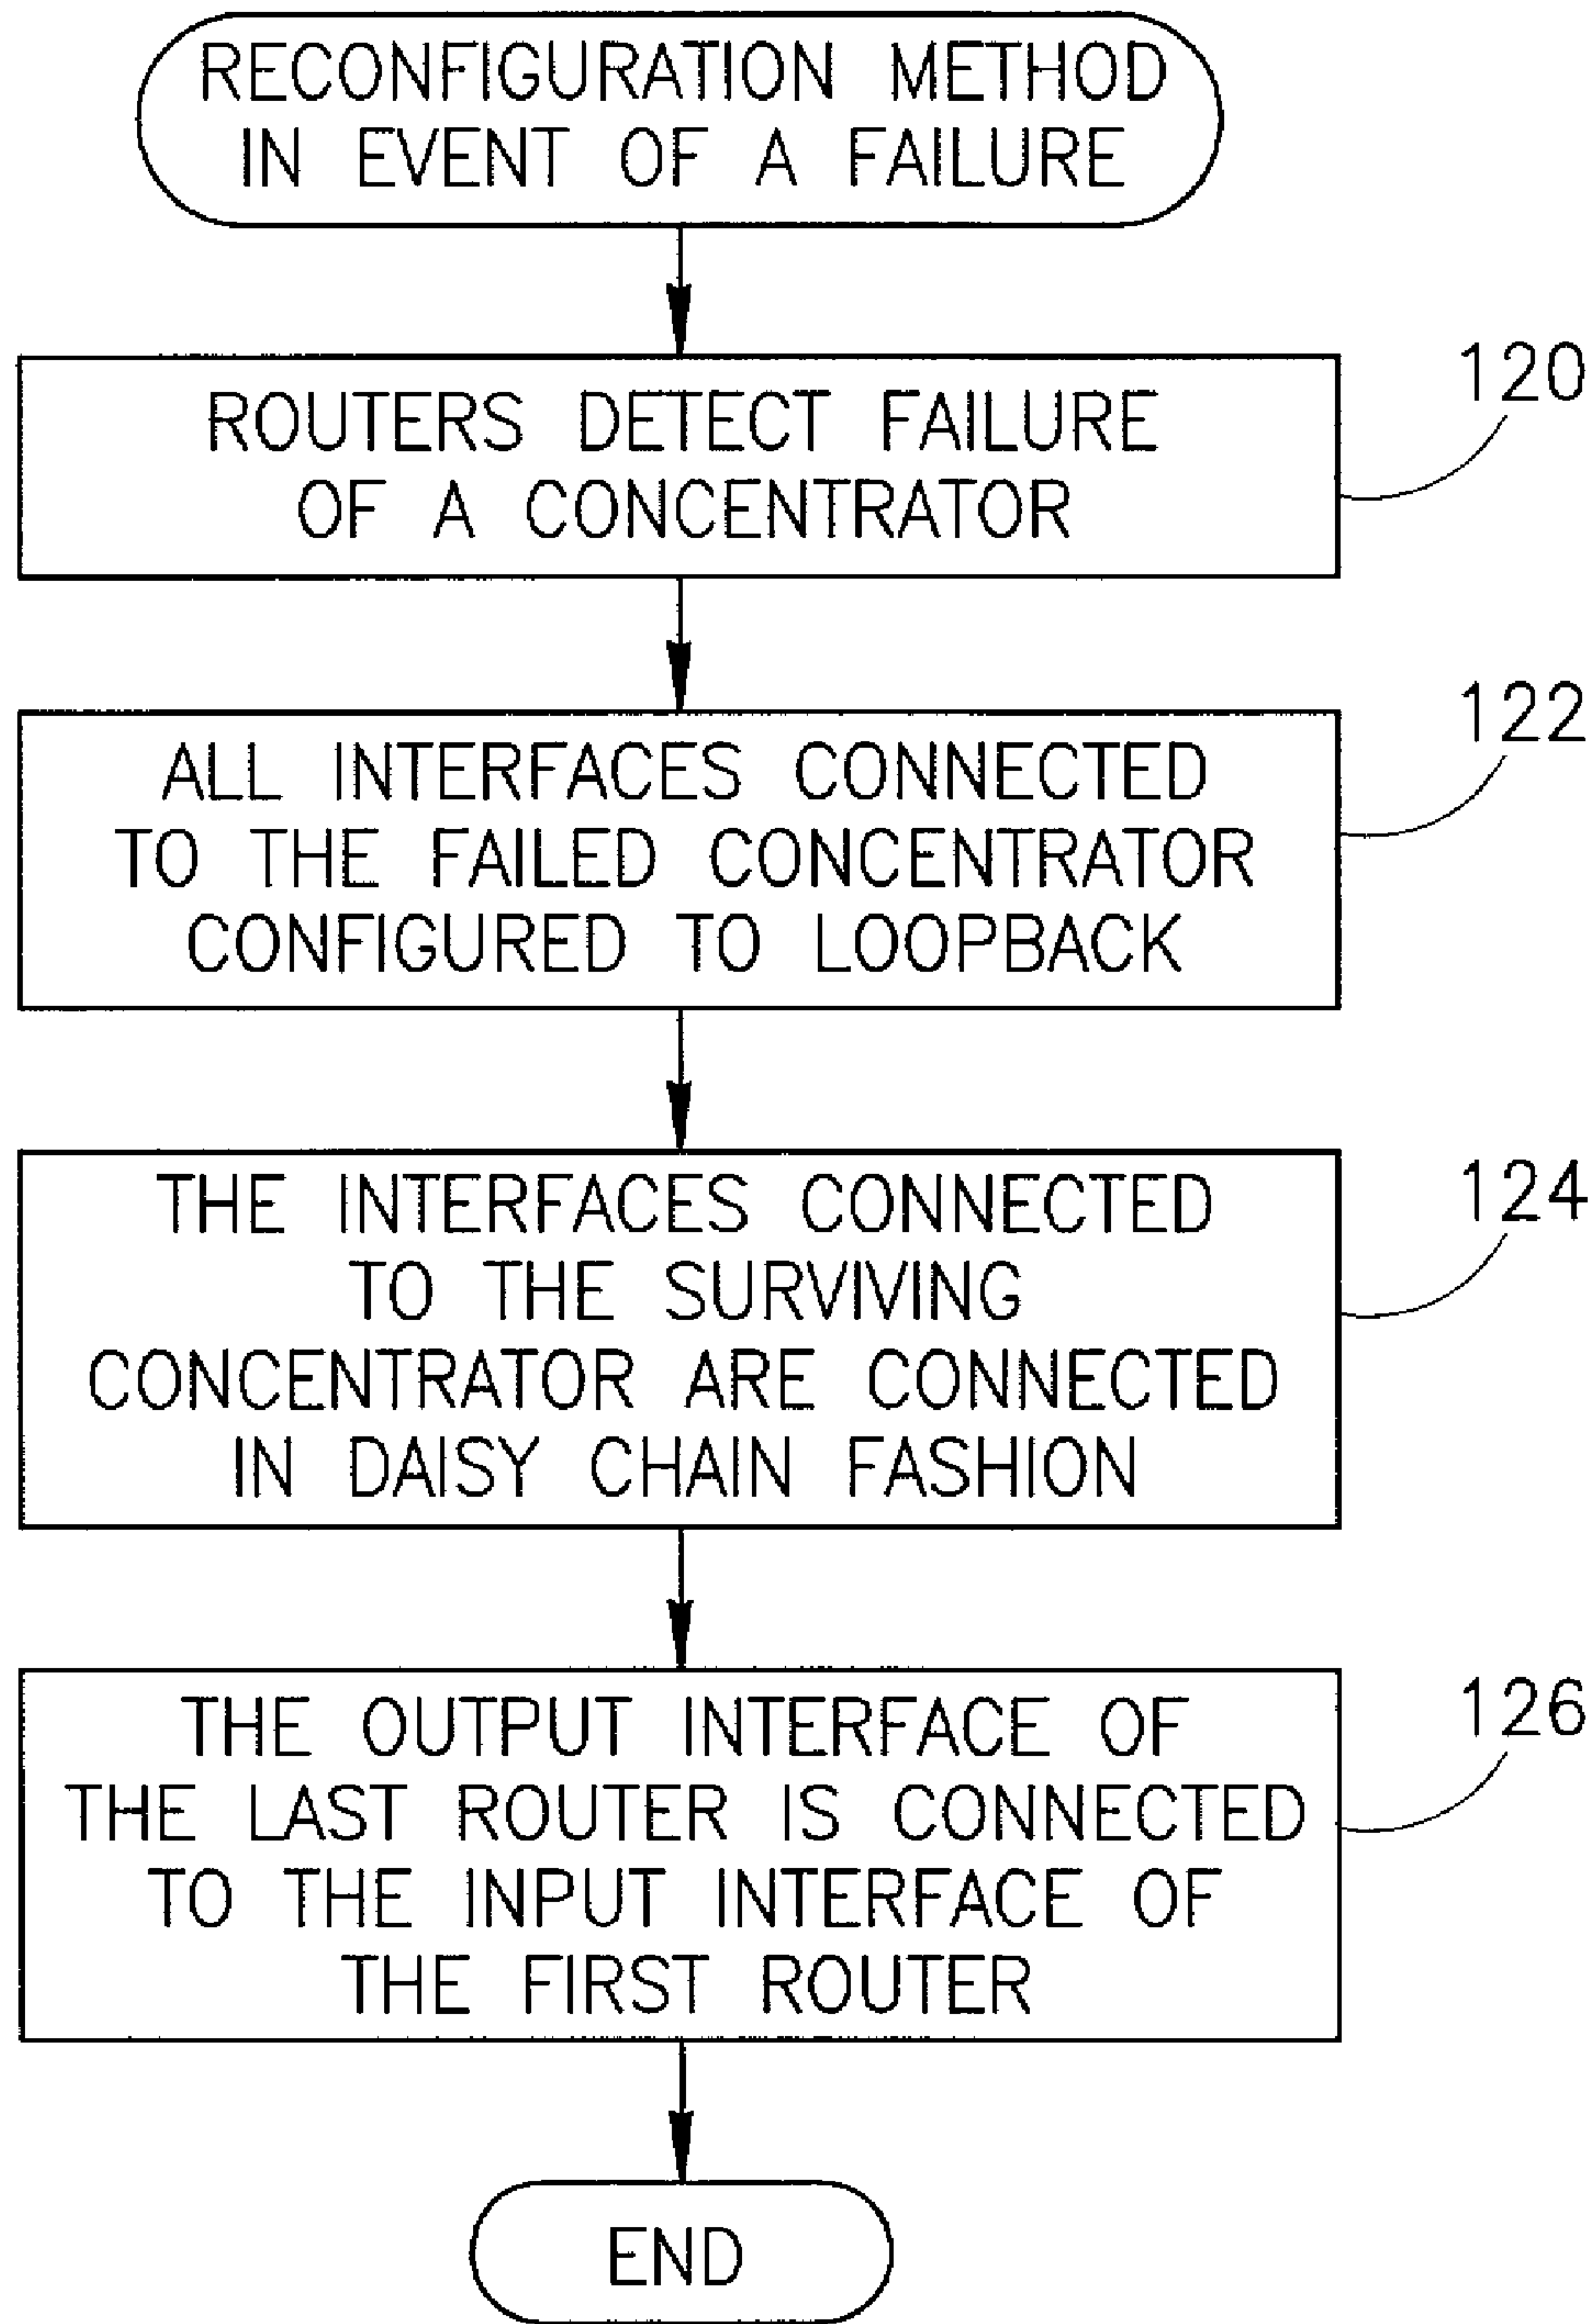 RECONFIGURATION METHOD
IN EVENT OF A FAILURE
ROUTERS DETECT FAILURE
OF A CONCENTRATOR
120
ALL INTERFACES CONNECTED
TO THE FAILED CONCENTRATOR
CONFIGURED TO LOOPBACK
122
THE INTERFACES CONNECTED
TO THE SURVIVING
CONCENTRATOR ARE CONNECTED
IN DAISY CHAIN FASHION
124
THE OUTPUT INTERFACE OF
THE LAST ROUTER IS CONNECTED
TO THE INPUT INTERFACE OF
THE FIRST ROUTER
126
END